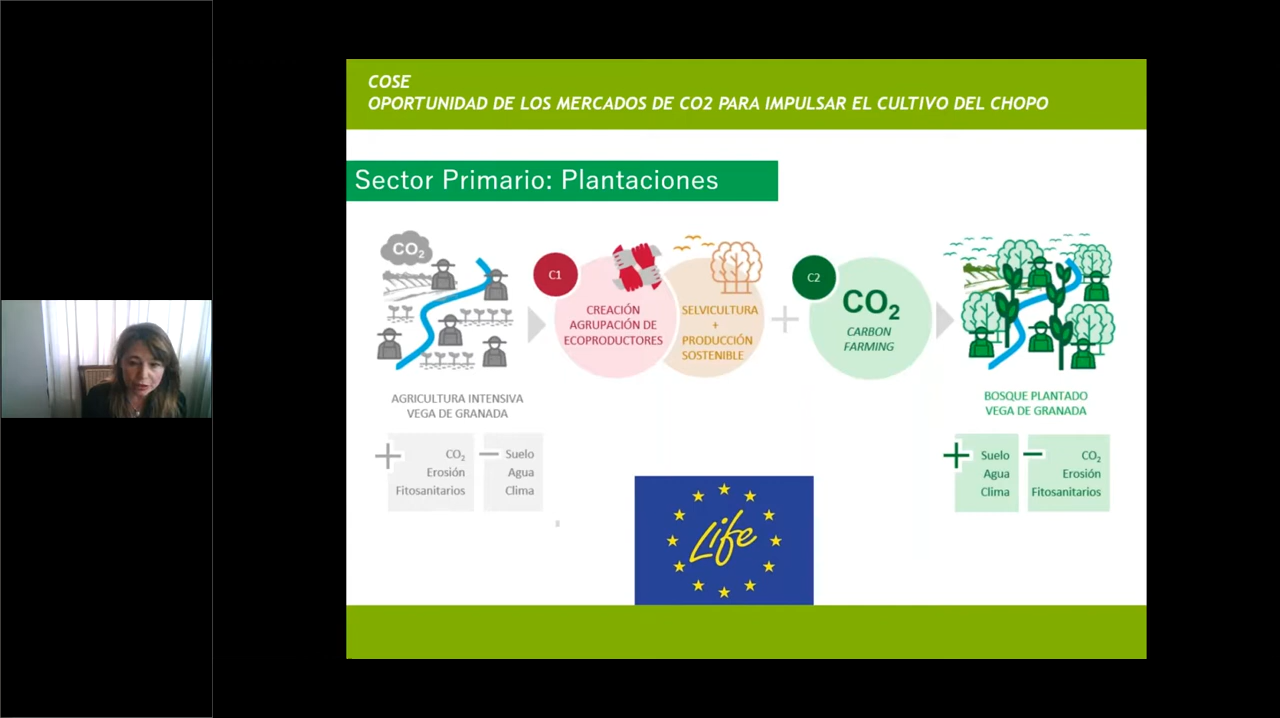 COSE
OPORTUNIDAD DE LOS MERCADOS DE CO2 PARA IMPULSAR EL CULTIVO DEL CHOPO
Sector Primario: Plantaciones
CO₂
C1
CREACIÓN
AGRUPACIÓN DE
ECOPRODUCTORES
SELVICULTURA
+
PRODUCCIÓN
SOSTENIBLE
+
C2
CO₂
CARBON
FARMING
AGRICULTURA INTENSIVA
VEGA DE GRANADA
+ CO₂
Erosión
Fitosanitarios
− Suelo
Agua
Clima
BOSQUE PLANTADO
VEGA DE GRANADA
+ Suelo
Agua
Clima
− CO₂
Erosión
Fitosanitarios
Life